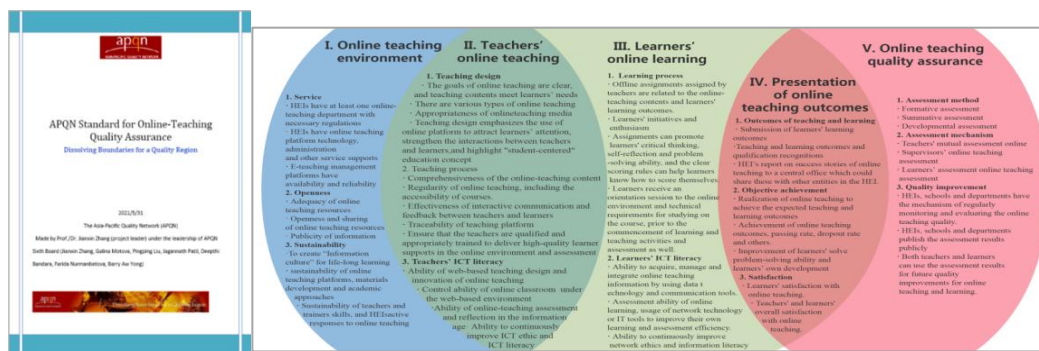 apqn
ASIA-PACIFIC QUALITY NETWORK
APQN Standard for Online-Teaching
Quality Assurance
Dissolving Boundaries for a Quality Region
2021/5/31
The Asia-Pacific Quality Network (APQN)
Made by Prof./Dr. Jianxin Zhang (project leader) under the leadership of APQN
Sixth Board (Jianxin Zhang, Galina Motova, Pingping Liu, Jagannath Patil, Deepthi
Bandara, Farida Nurmanbetova, Barry Aw Yong)
apqn
I. Online teaching
environment
1. Service
· HEIs have at least one online-
teaching department with
necessary regulations
· HEIs have online teaching
platform technology,
administration
and other service supports
· E-teaching management
platforms have
availability and reliability
2. Openness
· Adequacy of online
teaching resources
· Openness and sharing
of online teaching resources
· Publicity of information
3. Sustainability
·To create "Information
culture" for life-long learning
· sustainability of online
teaching platforms, materials
development and academic
approaches
· Sustainability of teachers and
trainers skills, and HEIsactive
responses to online teaching
II. Teachers'
online teaching
1. Teaching design
· The goals of online teaching are clear,
and teaching contents meet learners' needs
· There are various types of online teaching
· Appropriateness of onlineteaching media
· Teaching design emphasizes the use of
online platform to attract learners' attention,
strengthen the interactions between teachers
and learners,and highlight "student-centered"
education concept
2. Teaching process
· Comprehensiveness of the online-teaching content
· Regularity of online teaching, including the
accessibility of courses.
· Effectiveness of interactive communication and
feedback between teachers and learners
· Traceability of teaching platform
· Ensure that the teachers are qualified and
appropriately trained to deliver high-quality learner
supports in the online environment and assessment
3. Teachers' ICT literacy
· Ability of web-based teaching design and
innovation of online teaching
· Control ability of online classroom under
the web-based environment
·Ability of online-teaching assessment
and reflection in the information
age· Ability to continuously
improve ICT ethic and
ICT literacy
III. Learners'
online learning
1. Learning process
· Offline assignments assigned by
teachers are related to the online-
teaching contents and learners'
learning outcomes.
· Learners' initiatives and
enthusiasm
· Assignments can promote
learners' critical thinking,
self-reflection and problem
-solving ability, and the clear
scoring rules can help learners
know how to score themselves
· Learners receive an
orientation session to the online
environment and technical
requirements for studying on
the course, prior to the
commencement of learning and
teaching activities and
assessment as well.
2. Learners' ICT literacy
· Ability to acquire, manage and
integrate online teaching
information by using data t
echnology and communication tools.
· Assessment ability of online
learning, usage of network technology
or IT tools to improve their own
learning and assessment efficiency.
· Ability to continuously improve
network ethics and information literacy
IV. Presentation
of online
teaching outcomes
1. Outcomes of teaching and learning
· Submission of learners' learning
outcomes
·Teaching and learning outcomes and
qualification recognitions
· HEI's report on success stories of online
teaching to a central office which could
share these with other entities in the HEI.
2. Objective achievement
· Realization of online teaching to
achieve the expected teaching and
learning outcomes
· Achievement of online teaching
outcomes, passing rate, dropout rate
and others.
· Improvement of learners' solve
problem-solving ability and
learners' own development
3. Satisfaction
· Learners' satisfaction with
online teaching.
· Teachers' and learners'
overall satisfaction
with online
teaching.
V. Online teaching
quality assurance
1. Assessment method
· Formative assessment
· Summative assessment
· Developmental assessment
2. Assessment mechanism
· Teachers' mutual assessment online
· Supervisors' online teaching
assessment
· Learners' assessment online teaching
assessment
3. Quality improvement
· HEIs, schools and departments have
the mechanism of regularly
monitoring and evaluating the online
teaching quality.
· HEIs, schools and departments
publish the assessment results
publicly
· Both teachers and learners
can use the assessment results
for future quality
improvements for online
teaching and learning.